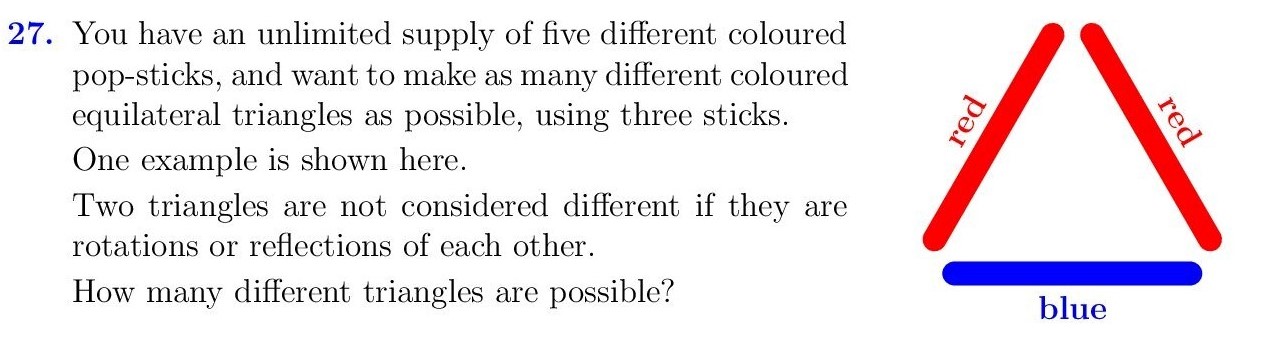 27. You have an unlimited supply of five different coloured
pop-sticks, and want to make as many different coloured
equilateral triangles as possible, using three sticks.
One example is shown here.
Two triangles are not considered different if they are
rotations or reflections of each other.
How many different triangles are possible?
red
red
blue